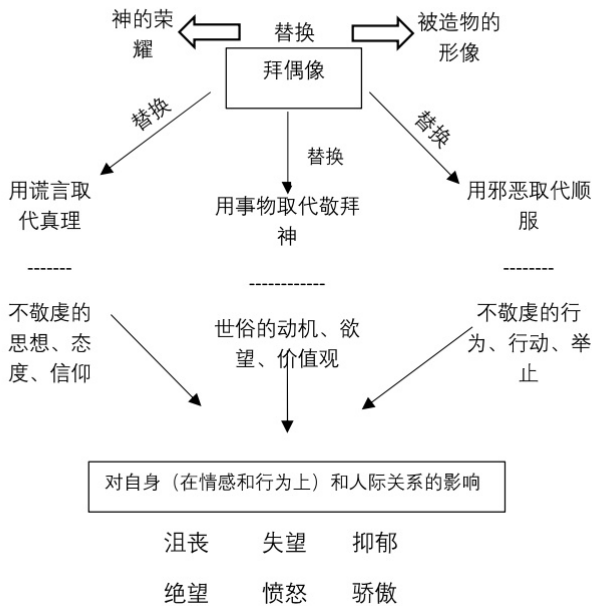 神的荣
耀
替换
被造物的
形像
拜偶像
替换
替换
替换
用谎言取
代真理
用事物取代敬拜
神
用邪恶取代顺
服
-------
------------
--------
不敬虔的
思想、态
度、信仰
世俗的动机、欲
望、价值观
不敬虔的行
为、行动、举
止
对自身（在情感和行为上）和人际关系的影响
沮丧 失望 抑郁
绝望 愤怒 骄傲